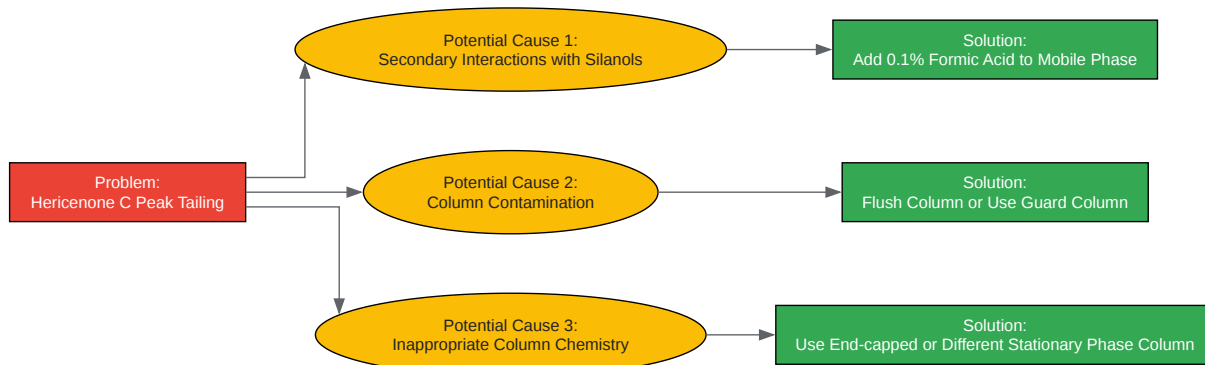 Problem:
Hericenone C Peak Tailing
Potential Cause 1:
Secondary Interactions with Silanols
Solution:
Add 0.1% Formic Acid to Mobile Phase
Potential Cause 2:
Column Contamination
Solution:
Flush Column or Use Guard Column
Potential Cause 3:
Inappropriate Column Chemistry
Solution:
Use End-capped or Different Stationary Phase Column